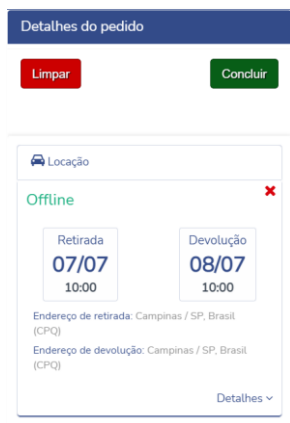 Detalhes do pedido
Limpar
Concluir
Locação
Offline
Retirada
07/07
10:00
Devolução
08/07
10:00
Endereço de retirada: Campinas / SP, Brasil
(CPQ)
Endereço de devolução: Campinas / SP, Brasil
(CPQ)
Detalhes